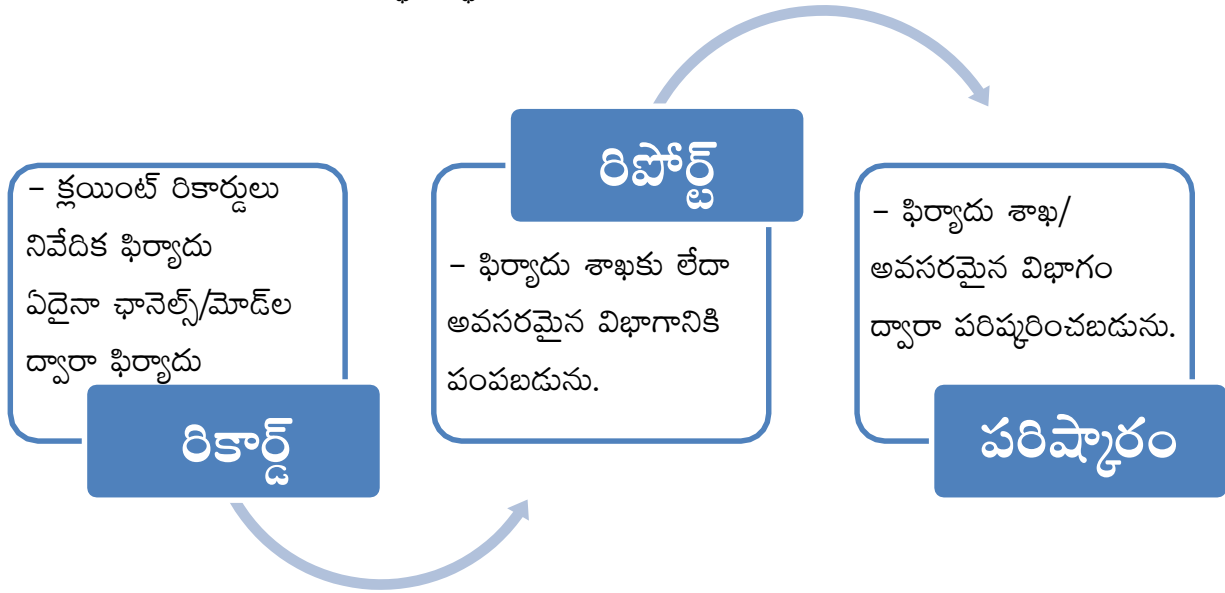 – క్లయింట్ రికార్డులు
నివేదిక ఫిర్యాదు
ఏదైనా ఛానెల్స్/మోడ్‌ల
ద్వారా ఫిర్యాదు
రికార్డ్
రిపోర్ట్
– ఫిర్యాదు శాఖకు లేదా
అవసరమైన విభాగానికి
పంపబడును.
– ఫిర్యాదు శాఖ/
అవసరమైన విభాగం
ద్వారా పరిష్కరించబడును.
పరిష్కారం